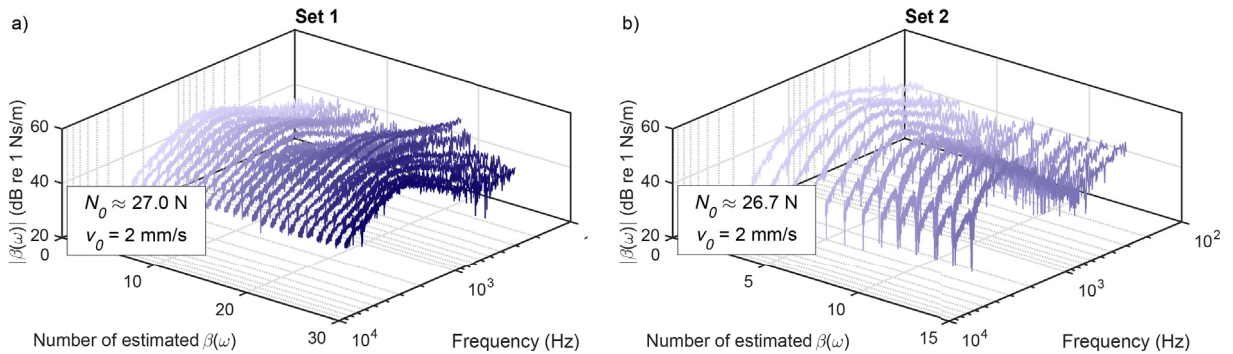 a)
Set 1
|β(ω)| (dB re 1 Ns/m)
60
40
20
0
N₀ ≈ 27.0 N
v₀ = 2 mm/s
10
20
30
10⁴
10³
Number of estimated β(ω)
Frequency (Hz)
b)
Set 2
|β(ω)| (dB re 1 Ns/m)
60
40
20
0
N₀ ≈ 26.7 N
v₀ = 2 mm/s
5
10
15
10⁴
10³
10²
Number of estimated β(ω)
Frequency (Hz)